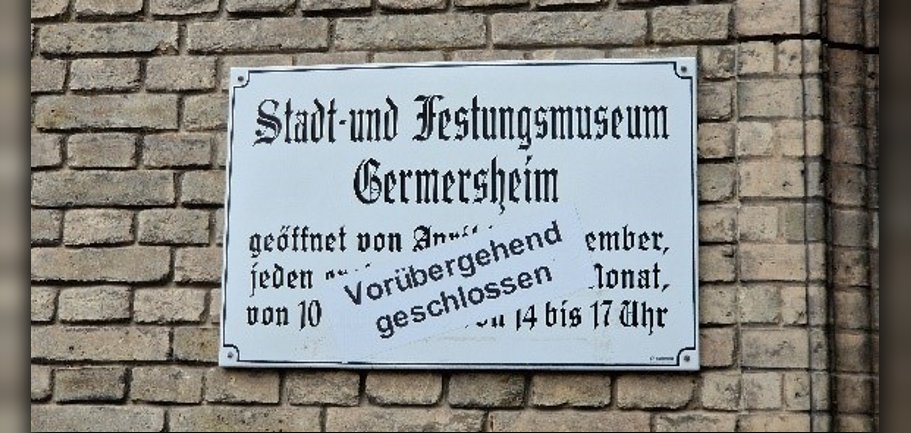 Stadt- und Festungsmuseum
Germersheim
geöffnet von ember,
jeden Monat,
von 10 14 bis 17 Uhr
Vorübergehend
geschlossen